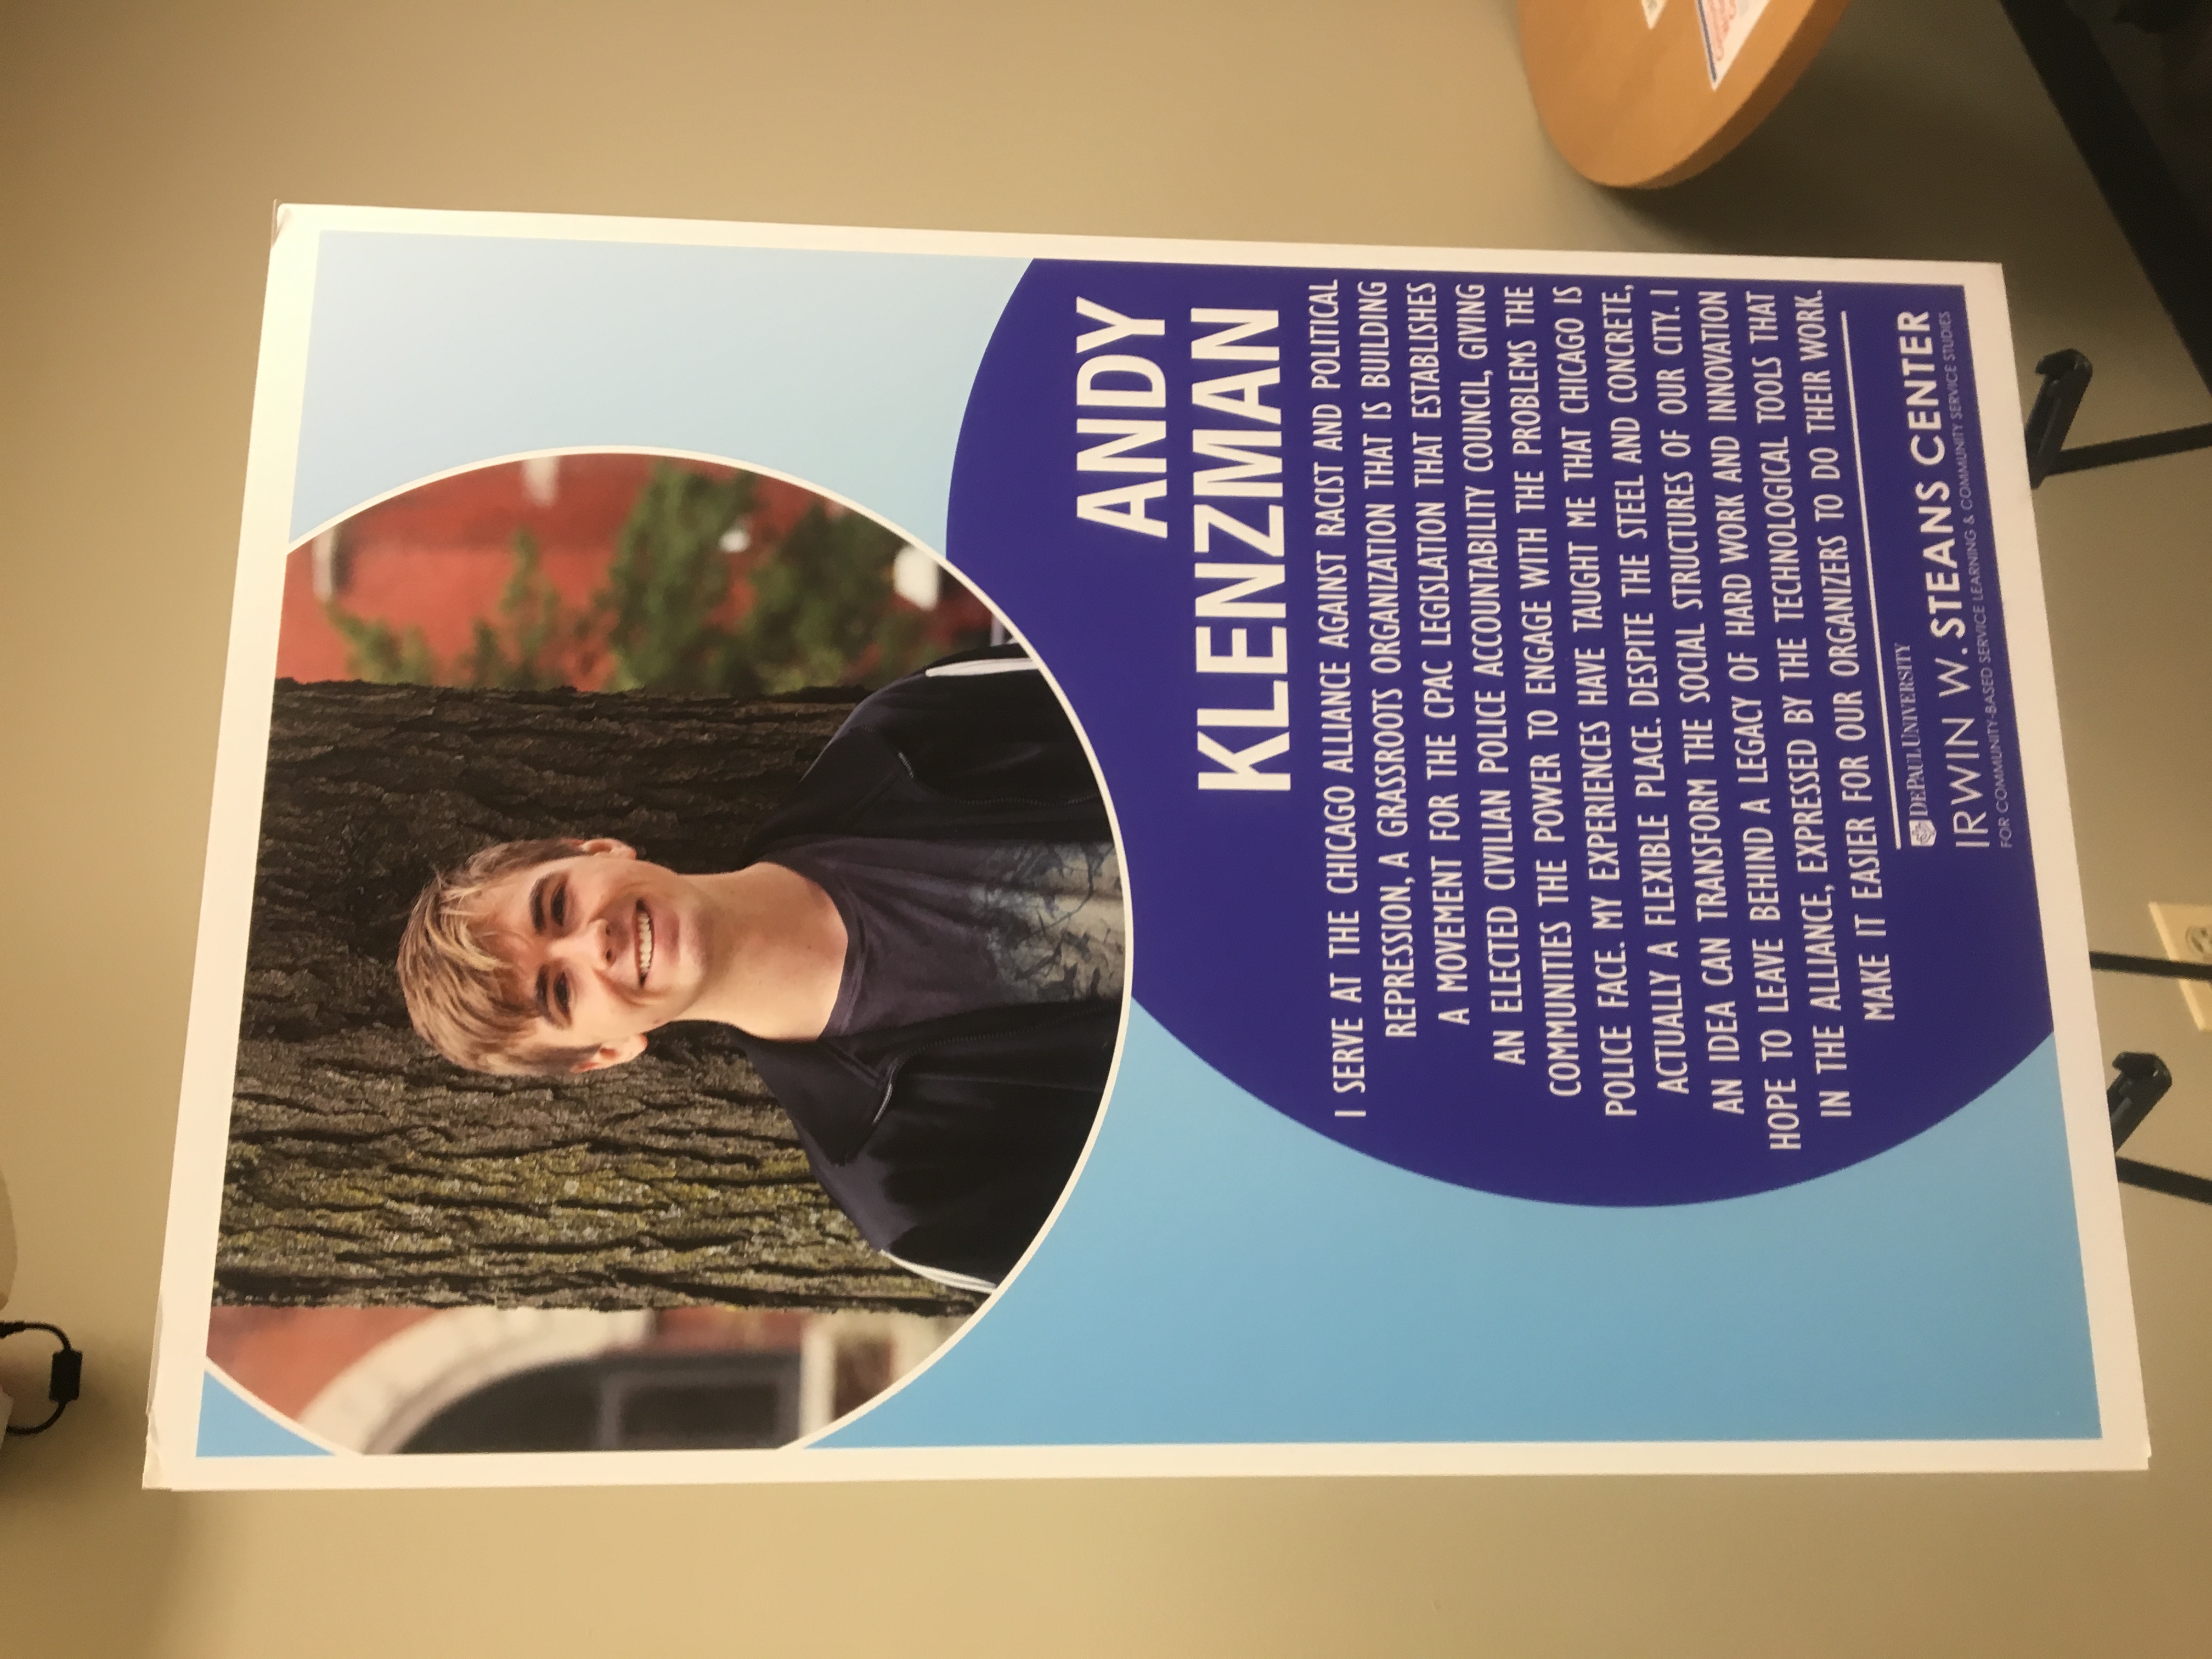 ANDY
KLENZMAN
I SERVE AT THE CHICAGO ALLIANCE AGAINST RACIST AND POLITICAL
REPRESSION, A GRASSROOTS ORGANIZATION THAT IS BUILDING
A MOVEMENT FOR THE CPAC LEGISLATION THAT ESTABLISHES
AN ELECTED CIVILIAN POLICE ACCOUNTABILITY COUNCIL, GIVING
COMMUNITIES THE POWER TO ENGAGE WITH THE PROBLEMS THE
POLICE FACE. MY EXPERIENCES HAVE TAUGHT ME THAT CHICAGO IS
ACTUALLY A FLEXIBLE PLACE. DESPITE THE STEEL AND CONCRETE,
AN IDEA CAN TRANSFORM THE SOCIAL STRUCTURES OF OUR CITY. I
HOPE TO LEAVE BEHIND A LEGACY OF HARD WORK AND INNOVATION
IN THE ALLIANCE, EXPRESSED BY THE TECHNOLOGICAL TOOLS THAT
MAKE IT EASIER FOR OUR ORGANIZERS TO DO THEIR WORK.
DEPAUL UNIVERSITY
IRWIN W. STEANS CENTER
FOR COMMUNITY-BASED SERVICE LEARNING & COMMUNITY SERVICE STUDIES